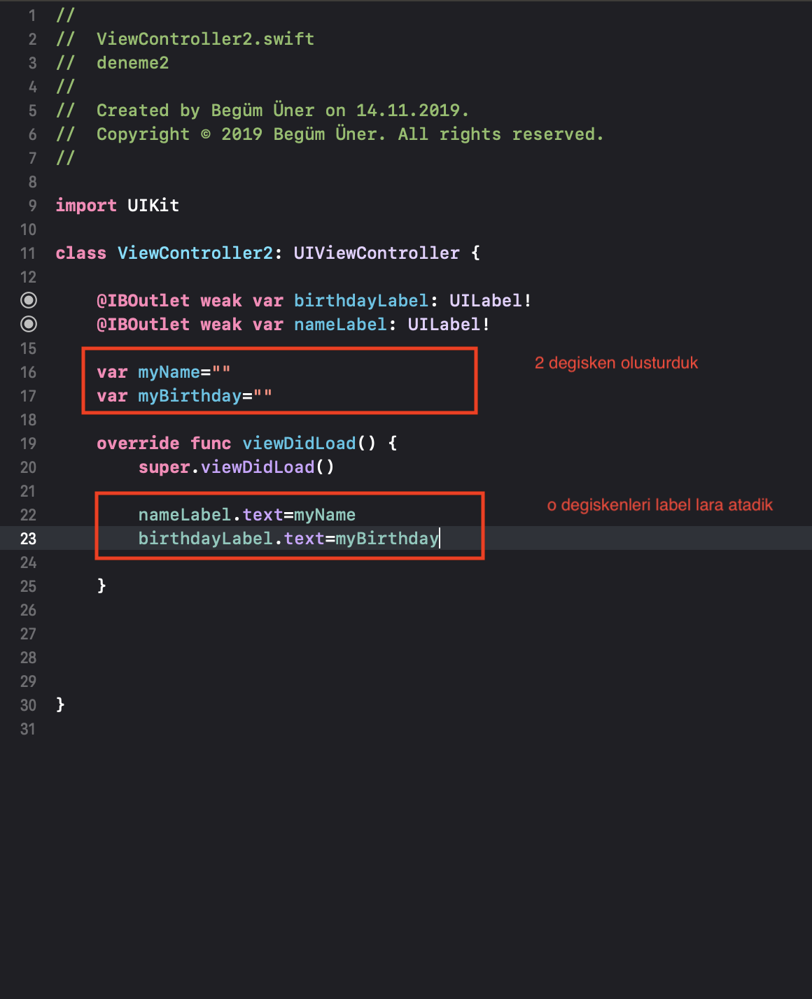 1 //
2 //  ViewController2.swift
3 //  deneme2
4 //
5 //  Created by Begüm Üner on 14.11.2019.
6 //  Copyright © 2019 Begüm Üner. All rights reserved.
7 //
8
9 import UIKit
10
11 class ViewController2: UIViewController {
12
@IBOutlet weak var birthdayLabel: UILabel!
@IBOutlet weak var nameLabel: UILabel!
15
16 var myName=""
2 degisken olusturduk
17 var myBirthday=""
18
19 override func viewDidLoad() {
20 super.viewDidLoad()
21
22 nameLabel.text=myName
o degiskenleri label lara atadik
23 birthdayLabel.text=myBirthday
24
25 }
26
27
28
29
30 }
31